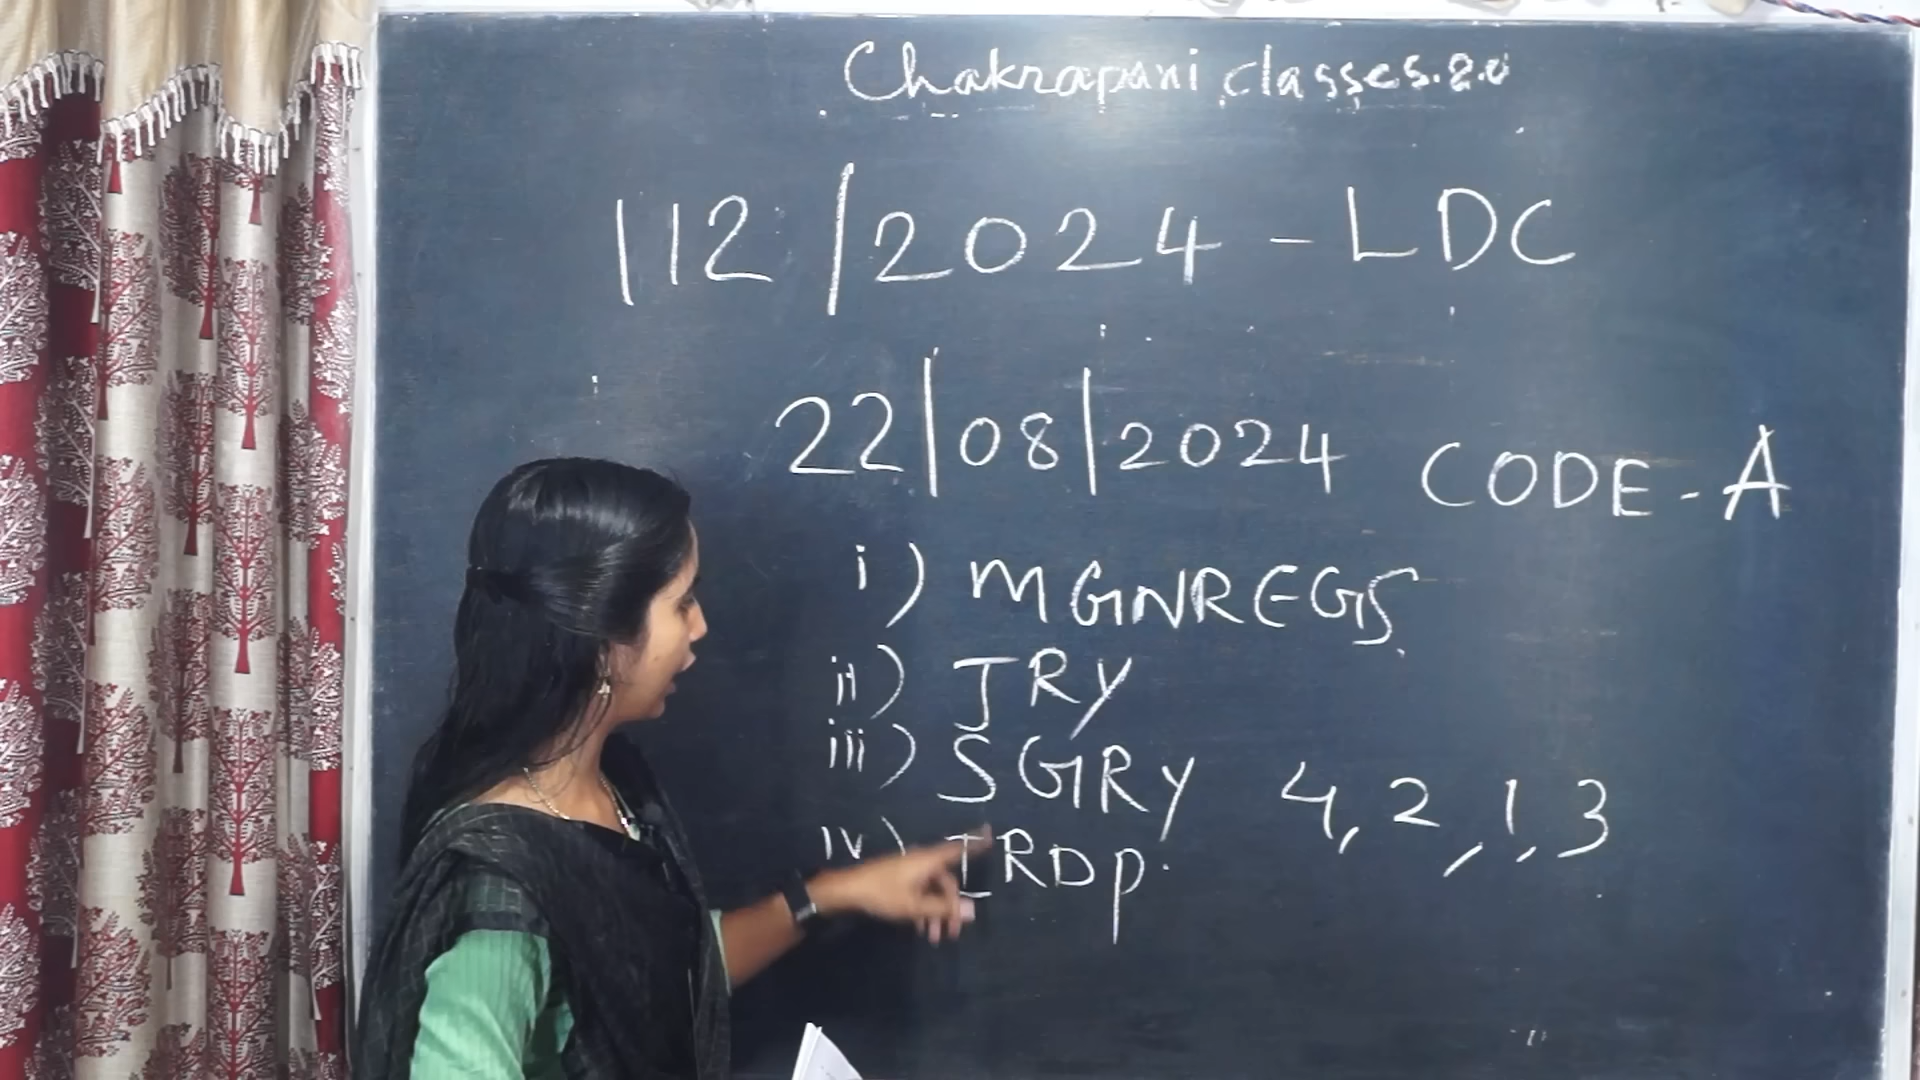 Chakrapani classes.2.0
112/2024 - LDC
22/08/2024 CODE-A
i) MGNREGS
ii) JRY
iii) SGRY 4, 2, 1, 3
iv) IRDP